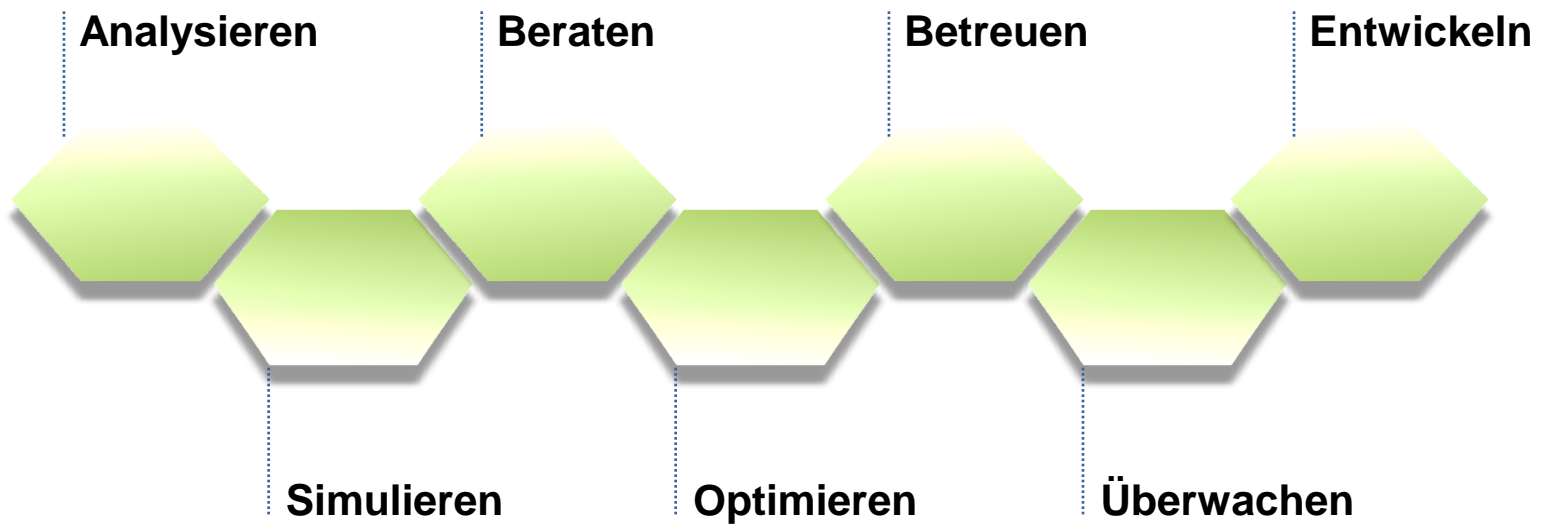 Analysieren
Beraten
Betreuen
Entwickeln
Simulieren
Optimieren
Überwachen